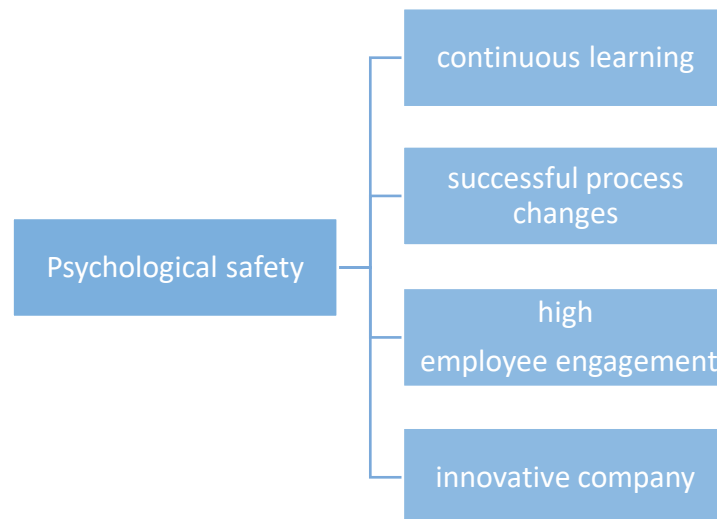 continuous learning
successful process
changes
Psychological safety
high
employee engagement
innovative company